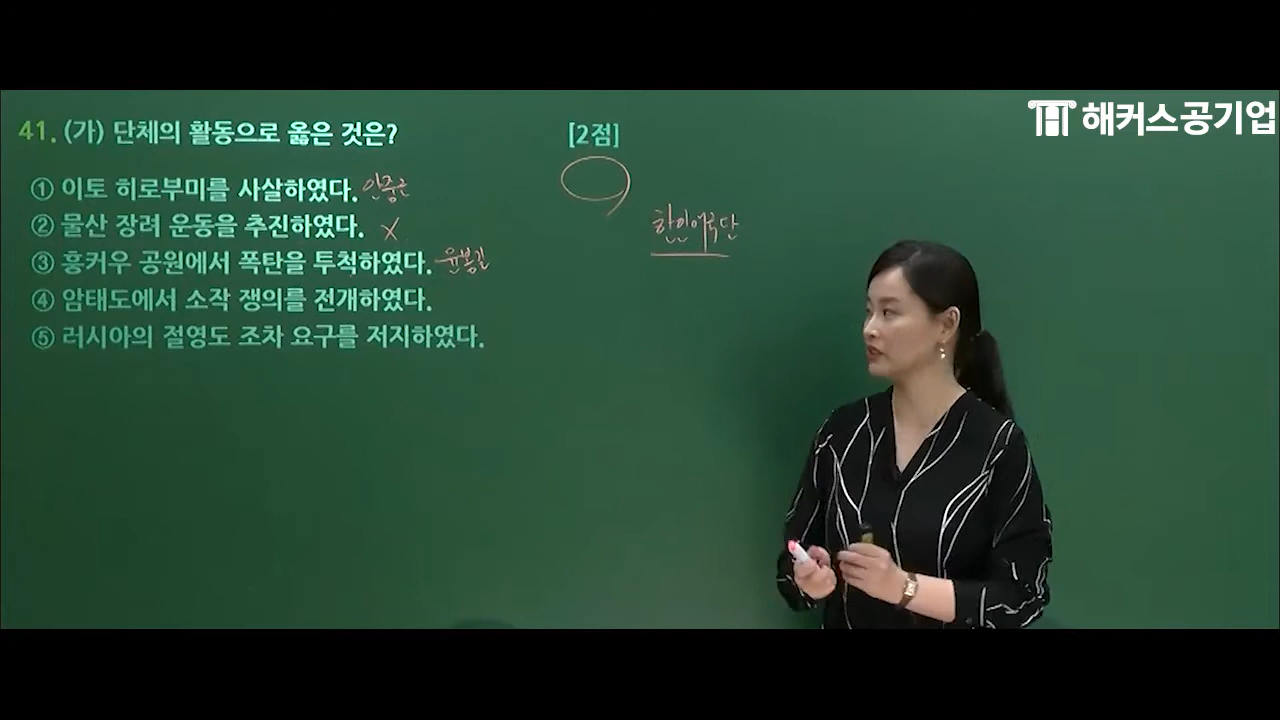 해커스공기업
41. (가) 단체의 활동으로 옳은 것은? [2점]
① 이토 히로부미를 사살하였다. 안중근
② 물산 장려 운동을 추진하였다. X
③ 훙커우 공원에서 폭탄을 투척하였다. 윤봉길
④ 암태도에서 소작 쟁의를 전개하였다.
⑤ 러시아의 절영도 조차 요구를 저지하였다.
한인애국단